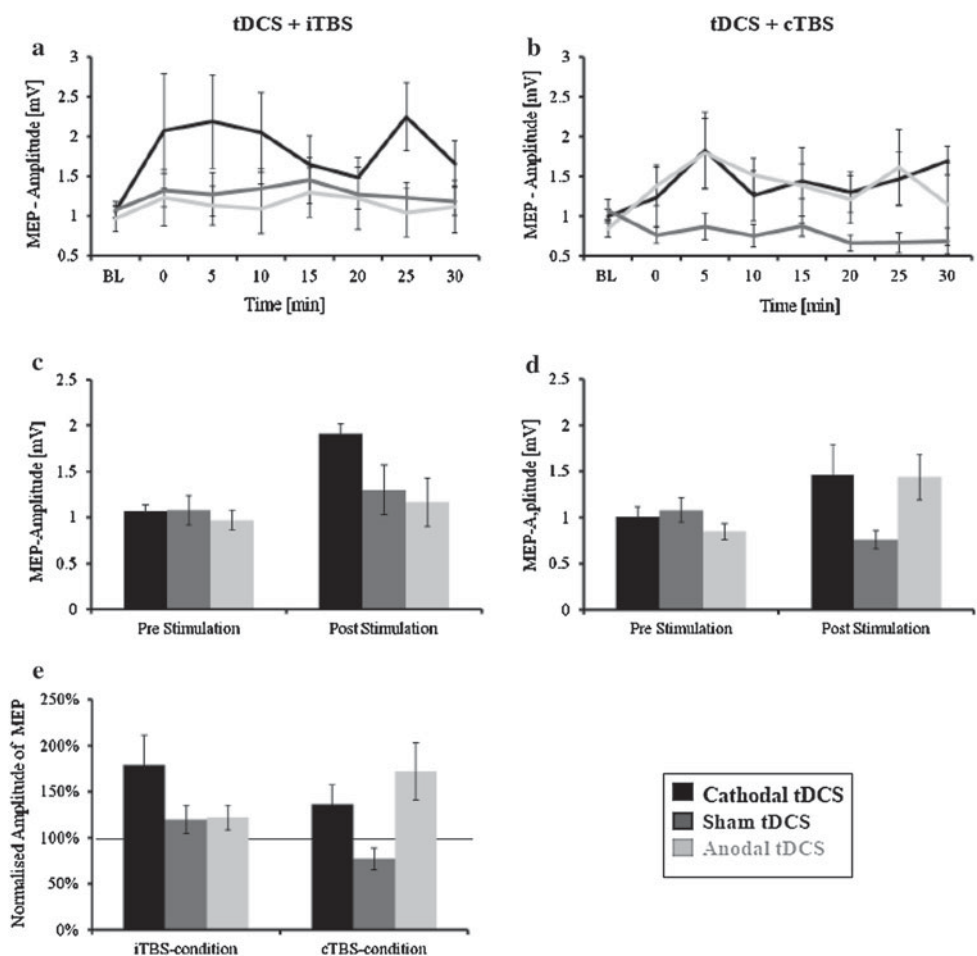 tDCS + iTBS
a
MEP - Amplitude [mV]
3
2.5
2
1.5
1
0.5
BL 0 5 10 15 20 25 30
Time [min]
tDCS + cTBS
b
MEP - Amplitude [mV]
3
2.5
2
1.5
1
0.5
BL 0 5 10 15 20 25 30
Time [min]
c
MEP-Amplitude [mV]
2.5
2
1.5
1
0.5
0
Pre Stimulation Post Stimulation
d
MEP-A,plitude [mV]
2.5
2
1.5
1
0.5
0
Pre Stimulation Post Stimulation
e
Normalised Amplitude of MEP
250%
200%
150%
100%
50%
0%
iTBS-condition cTBS-condition
Cathodal tDCS
Sham tDCS
Anodal tDCS